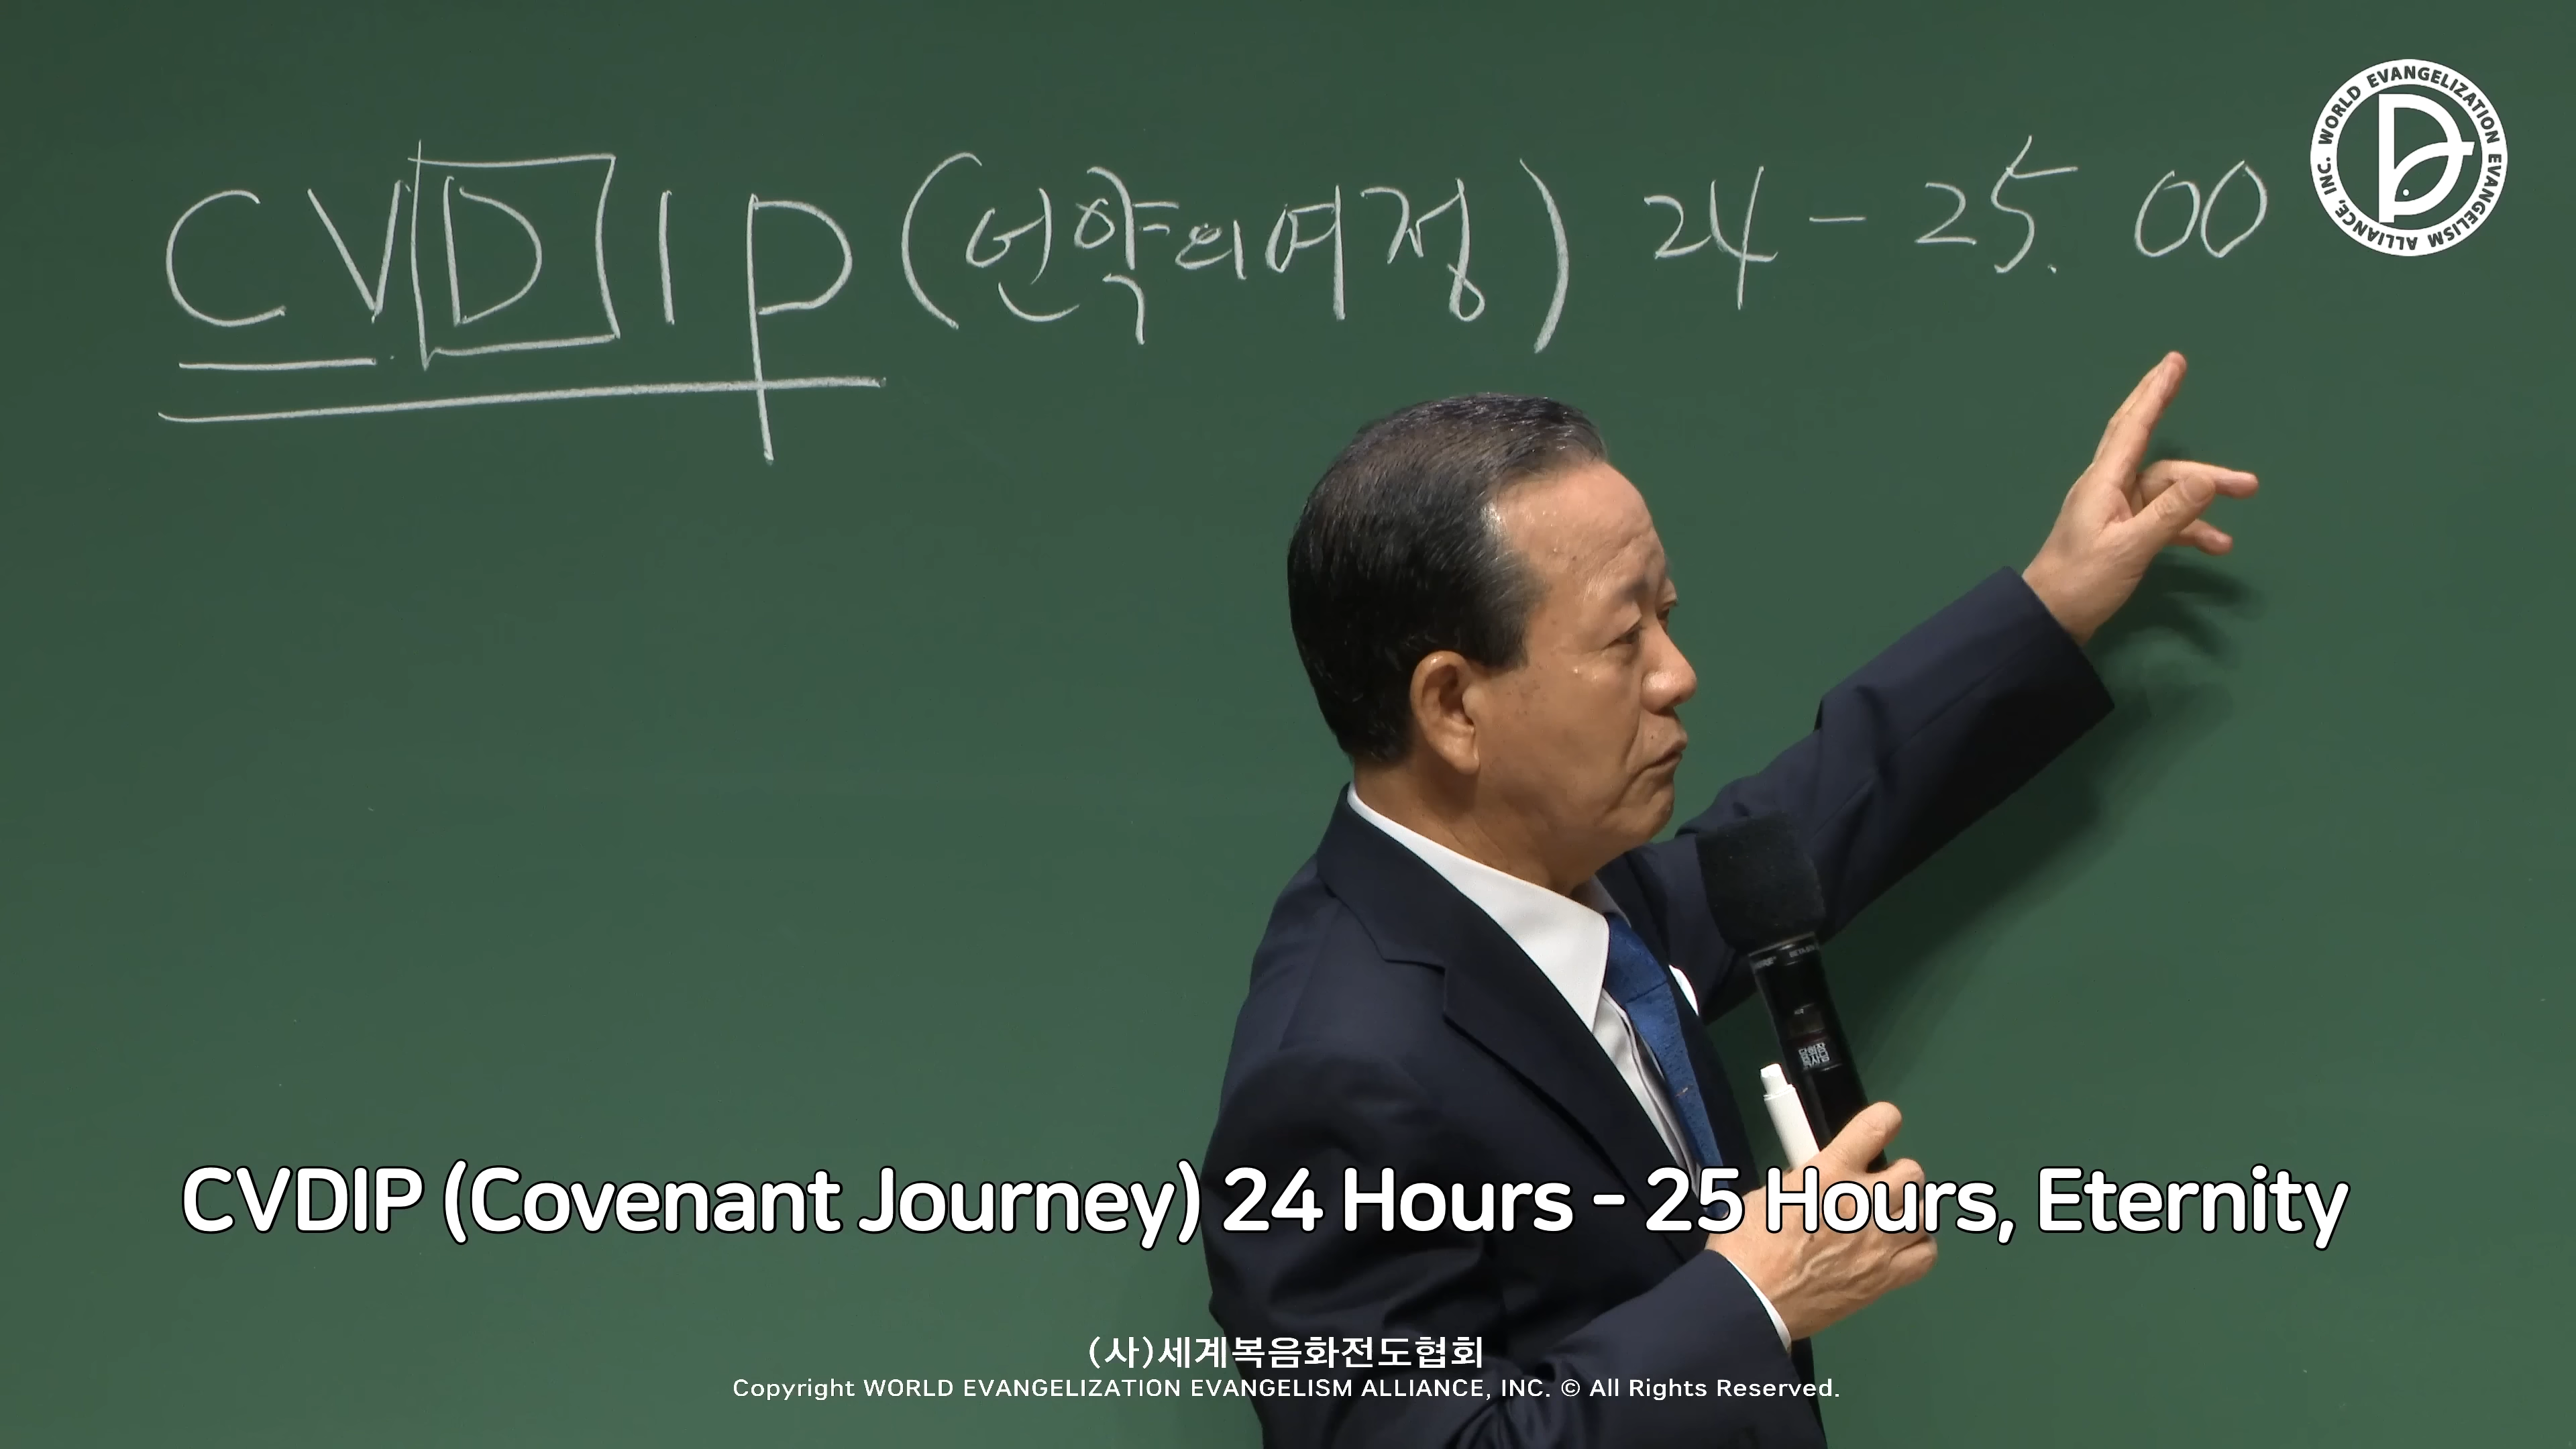 CVDIP (언약의여정) 24 - 25. 00
WORLD EVANGELIZATION EVANGELISM ALLIANCE, INC.
CVDIP (Covenant Journey) 24 Hours - 25 Hours, Eternity
(사)세계복음화전도협회
Copyright WORLD EVANGELIZATION EVANGELISM ALLIANCE, INC. © All Rights Reserved.